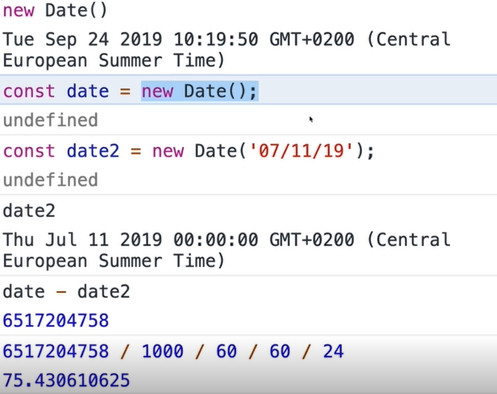 new Date()
Tue Sep 24 2019 10:19:50 GMT+0200 (Central
European Summer Time)
const date = new Date();
undefined
const date2 = new Date('07/11/19');
undefined
date2
Thu Jul 11 2019 00:00:00 GMT+0200 (Central
European Summer Time)
date − date2
6517204758
6517204758 / 1000 / 60 / 60 / 24
75.430610625